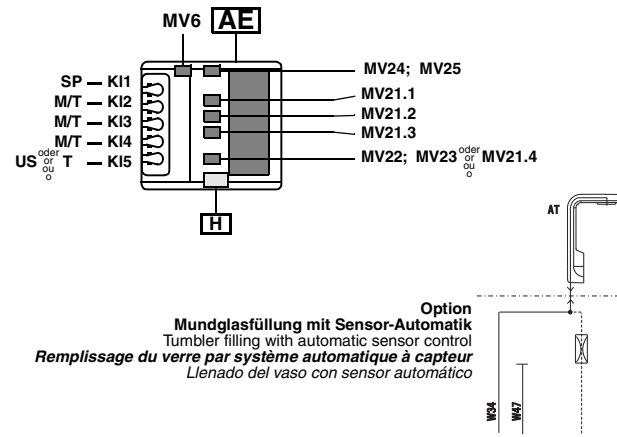 MV6 AE
SP — KI1
M/T — KI2
M/T — KI3
M/T — KI4
US oder or ou o T — KI5
MV24; MV25
MV21.1
MV21.2
MV21.3
MV22; MV23 oder or ou o MV21.4
H
AT
Option
Mundglasfüllung mit Sensor-Automatik
Tumbler filling with automatic sensor control
Remplissage du verre par système automatique à capteur
Llenado del vaso con sensor automático
W34
W47